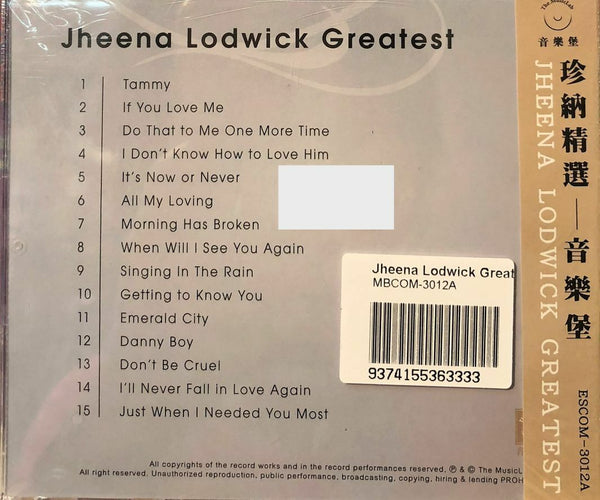 Jheena Lodwick Greatest
1 Tammy
2 If You Love Me
3 Do That to Me One More Time
4 I Don't Know How to Love Him
5 It's Now or Never
6 All My Loving
7 Morning Has Broken
8 When Will I See You Again
9 Singing In The Rain
10 Getting to Know You
11 Emerald City
12 Danny Boy
13 Don't Be Cruel
14 I'll Never Fall in Love Again
15 Just When I Needed You Most
Jheena Lodwick Great
MBCOM-3012A
9374155363333
All copyrights of the record works and in the record performances reserved. ℗ & © The MusicL
All right reserved. Unauthorized reproduction, public performance, broadcasting, copying, hiring & lending PROH
音樂堡
珍納精選—音樂堡
JHEENA LODWICK GREATEST
ESCOM-3012A